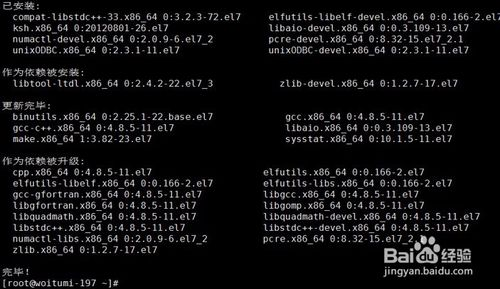 已安装:
compat-libstdc++-33.x86_64 0:3.2.3-72.el7 elfutils-libelf-devel.x86_64 0:0.166-2.el7
ksh.x86_64 0:20120801-26.el7 libaio-devel.x86_64 0:0.3.109-13.el7
numactl-devel.x86_64 0:2.0.9-6.el7_2 pcre-devel.x86_64 0:8.32-15.el7_2.1
unixODBC.x86_64 0:2.3.1-11.el7 unixODBC-devel.x86_64 0:2.3.1-11.el7
作为依赖被安装:
libtool-ltdl.x86_64 0:2.4.2-22.el7_3 zlib-devel.x86_64 0:1.2.7-17.el7
更新完毕:
binutils.x86_64 0:2.25.1-22.base.el7 gcc.x86_64 0:4.8.5-11.el7
gcc-c++.x86_64 0:4.8.5-11.el7 libaio.x86_64 0:0.3.109-13.el7
make.x86_64 1:3.82-23.el7 sysstat.x86_64 0:10.1.5-11.el7
作为依赖被升级:
cpp.x86_64 0:4.8.5-11.el7 elfutils.x86_64 0:0.166-2.el7
elfutils-libelf.x86_64 0:0.166-2.el7 elfutils-libs.x86_64 0:0.166-2.el7
gcc-gfortran.x86_64 0:4.8.5-11.el7 libgcc.x86_64 0:4.8.5-11.el7
libgfortran.x86_64 0:4.8.5-11.el7 libgomp.x86_64 0:4.8.5-11.el7
libquadmath.x86_64 0:4.8.5-11.el7 libquadmath-devel.x86_64 0:4.8.5-11.el7
libstdc++.x86_64 0:4.8.5-11.el7 libstdc++-devel.x86_64 0:4.8.5-11.el7
numactl-libs.x86_64 0:2.0.9-6.el7_2 pcre.x86_64 0:8.32-15.el7_
zlib.x86_64 0:1.2.7-17.el7
完毕!
[root@woitumi-197 ~]#
Baidu经验
jingyan.baidu.com